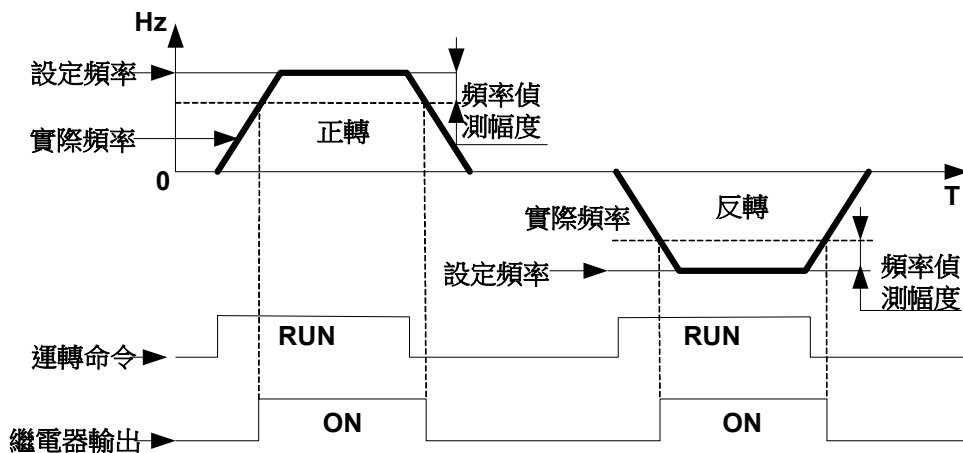 Hz
設定頻率
頻率偵
測幅度
實際頻率
正轉
0
T
實際頻率
反轉
設定頻率
頻率偵
測幅度
運轉命令
RUN
RUN
繼電器輸出
ON
ON